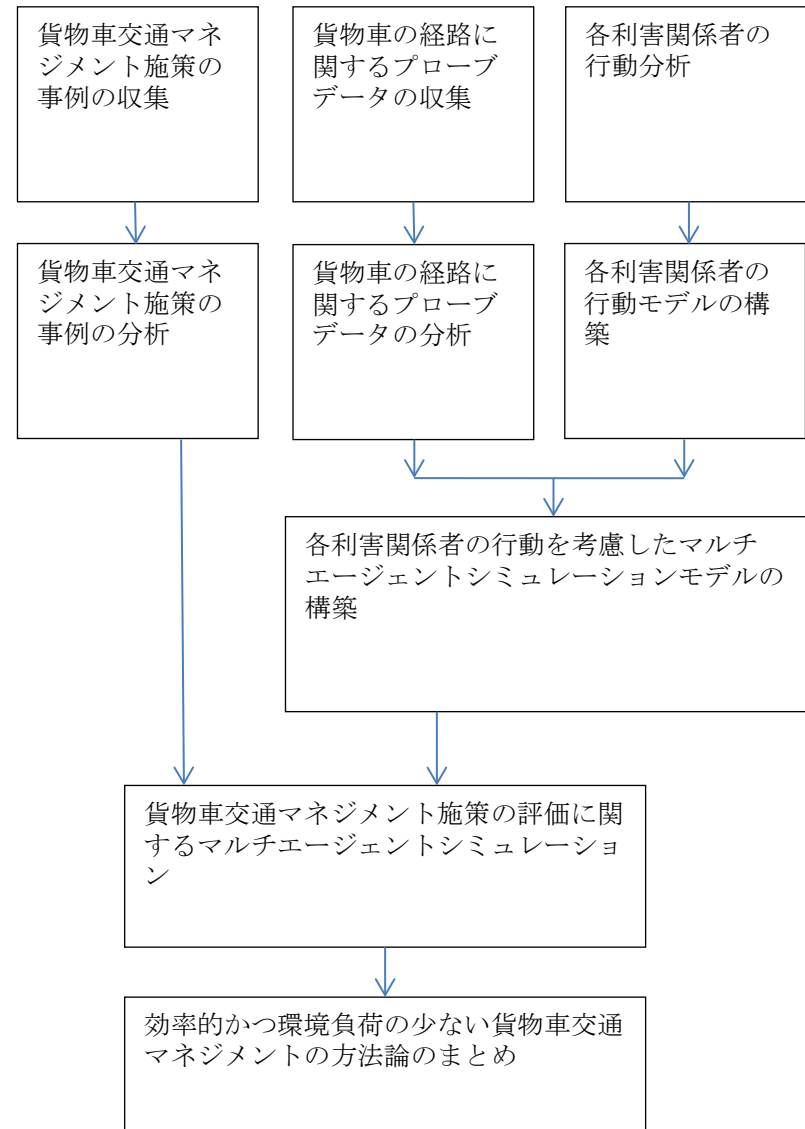 貨物車交通マネ
ジメント施策の
事例の収集
貨物車の経路に
関するプローブ
データの収集
各利害関係者の
行動分析
貨物車交通マネ
ジメント施策の
事例の分析
貨物車の経路に
関するプローブ
データの分析
各利害関係者の
行動モデルの構
築
各利害関係者の行動を考慮したマルチ
エージェントシミュレーションモデルの
構築
貨物車交通マネジメント施策の評価に関
するマルチエージェントシミュレーショ
ン
効率的かつ環境負荷の少ない貨物車交通
マネジメントの方法論のまとめ